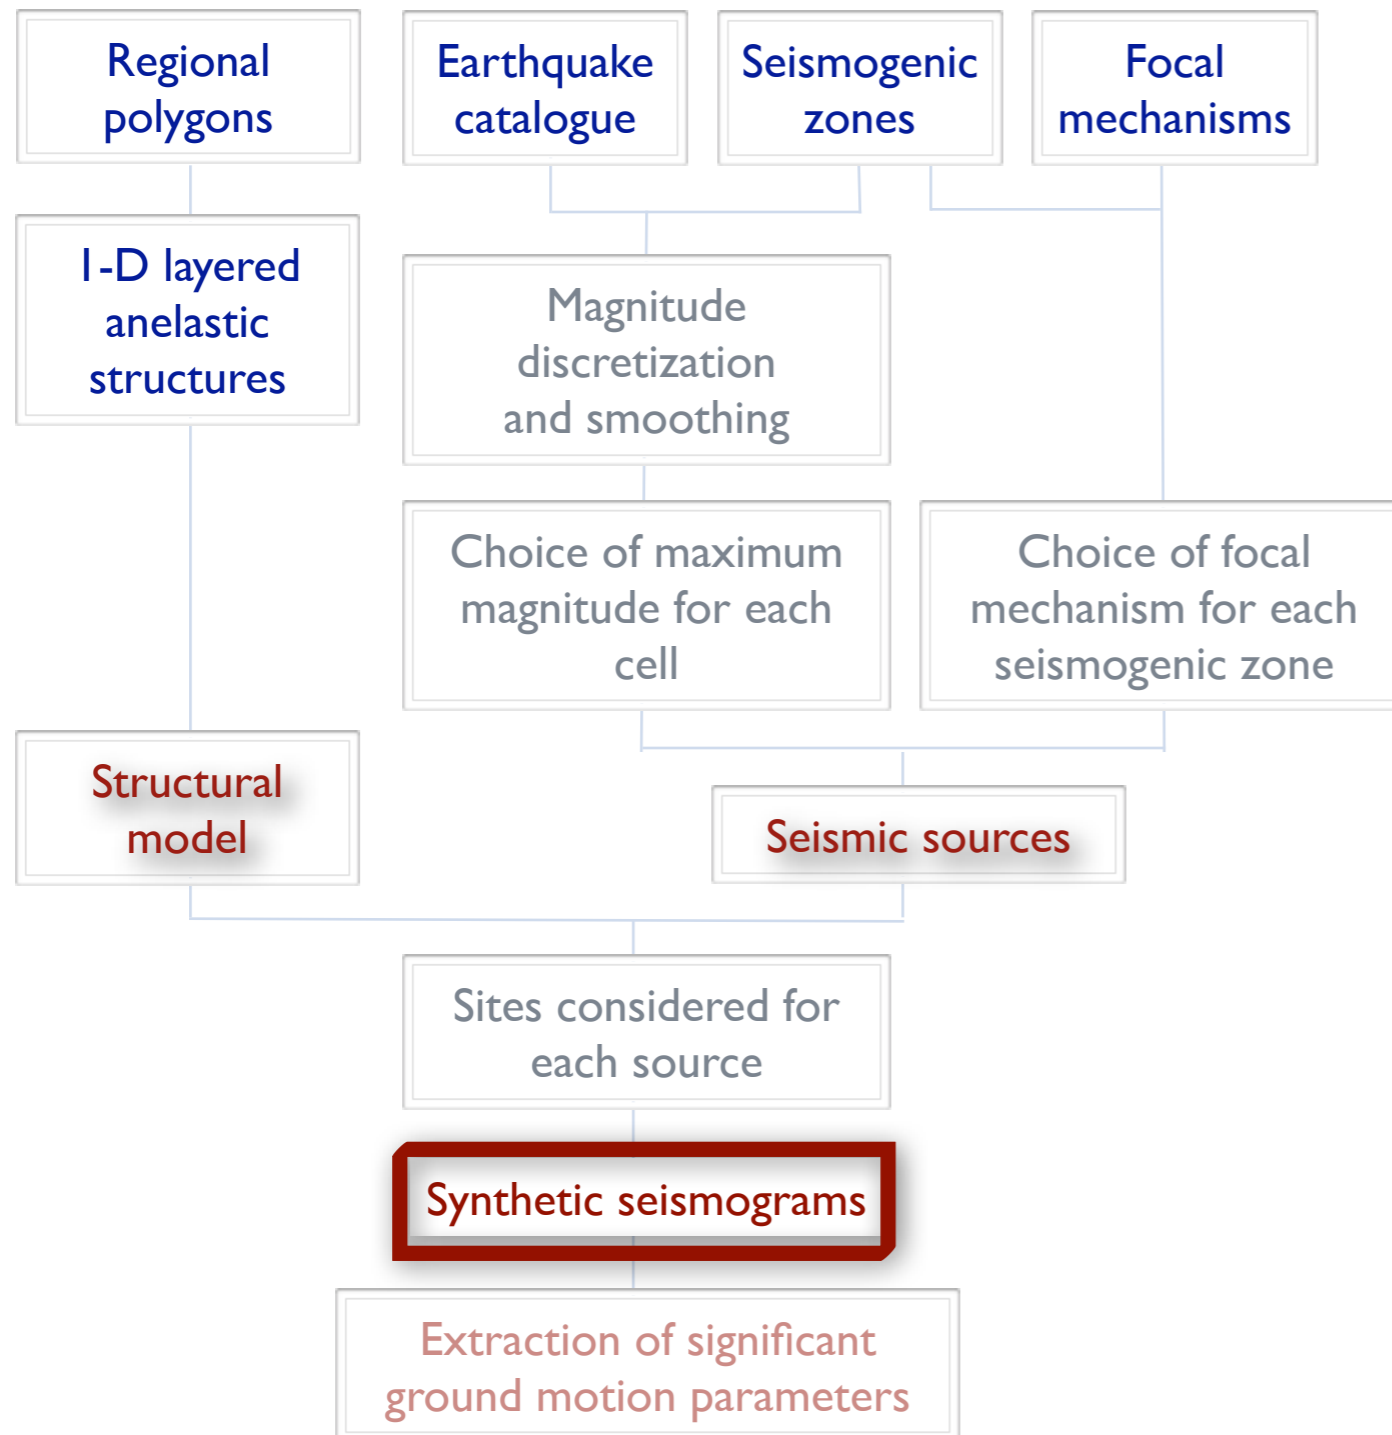 Regional
polygons
Earthquake
catalogue
Seismogenic
zones
Focal
mechanisms
1-D layered
anelastic
structures
Magnitude
discretization
and smoothing
Choice of maximum
magnitude for each
cell
Choice of focal
mechanism for each
seismogenic zone
Structural
model
Seismic sources
Sites considered for
each source
Synthetic seismograms
Extraction of significant
ground motion parameters